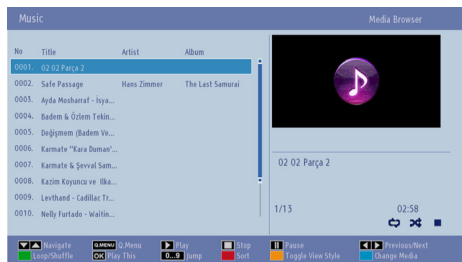 Music Media Browser
No Title Artist Album
0001. 02 02 Parça 2
0002. Safe Passage Hans Zimmer The Last Samurai
0003. Ayda Mosharraf - İsya...
0004. Badem & Özlem Tekin...
0005. Değişmem (Badem Ve...
0006. Karmate "Kara Duman'...
0007. Karmate & Şevval Sam...
0008. Kazim Koyuncu ve Ilka...
0009. Levthand - Cadillac Tr...
0010. Nelly Furtado - Waitin...
02 02 Parça 2
1/13 02:58
Navigate Q.MENU Q.Menu Play Stop Pause Previous/Next
Loop/Shuffle OK Play This 0...9 Jump Sort Toggle View Style Change Media